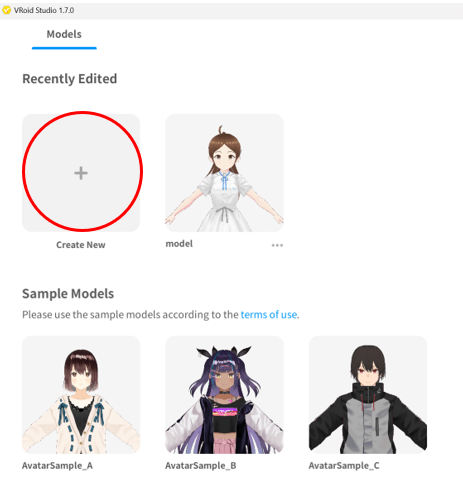 VRoid Studio 1.7.0
Models
Recently Edited
Create New
model
Sample Models
Please use the sample models according to the terms of use.
AvatarSample_A
AvatarSample_B
AvatarSample_C